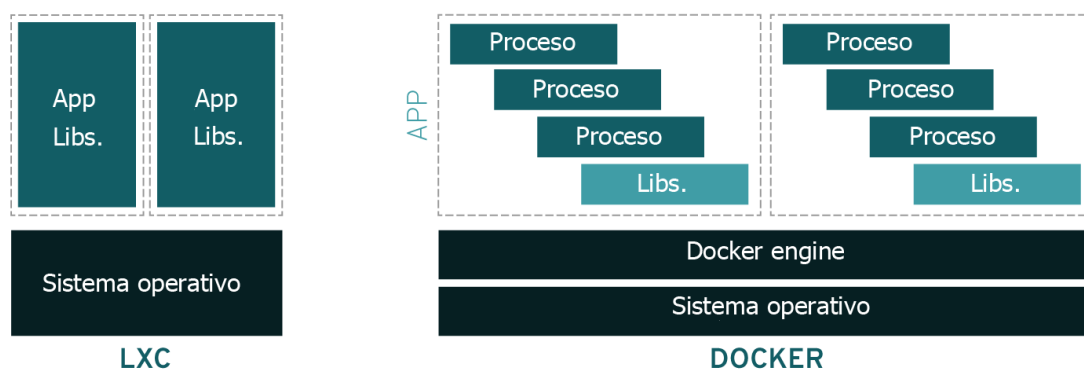 App
Libs.
App
Libs.
Sistema operativo
LXC
APP
Proceso
Proceso
Proceso
Libs.
Proceso
Proceso
Proceso
Libs.
Docker engine
Sistema operativo
DOCKER